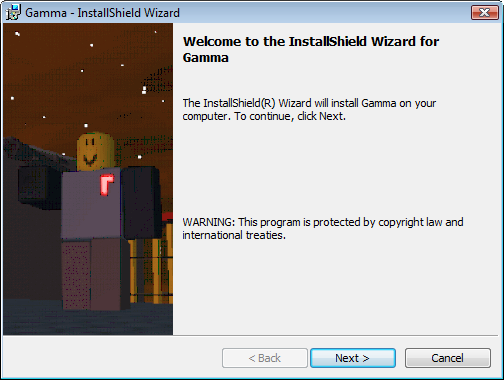 Gamma - InstallShield Wizard
Welcome to the InstallShield Wizard for
Gamma
The InstallShield(R) Wizard will install Gamma on your
computer. To continue, click Next.
WARNING: This program is protected by copyright law and
international treaties.
< Back
Next >
Cancel